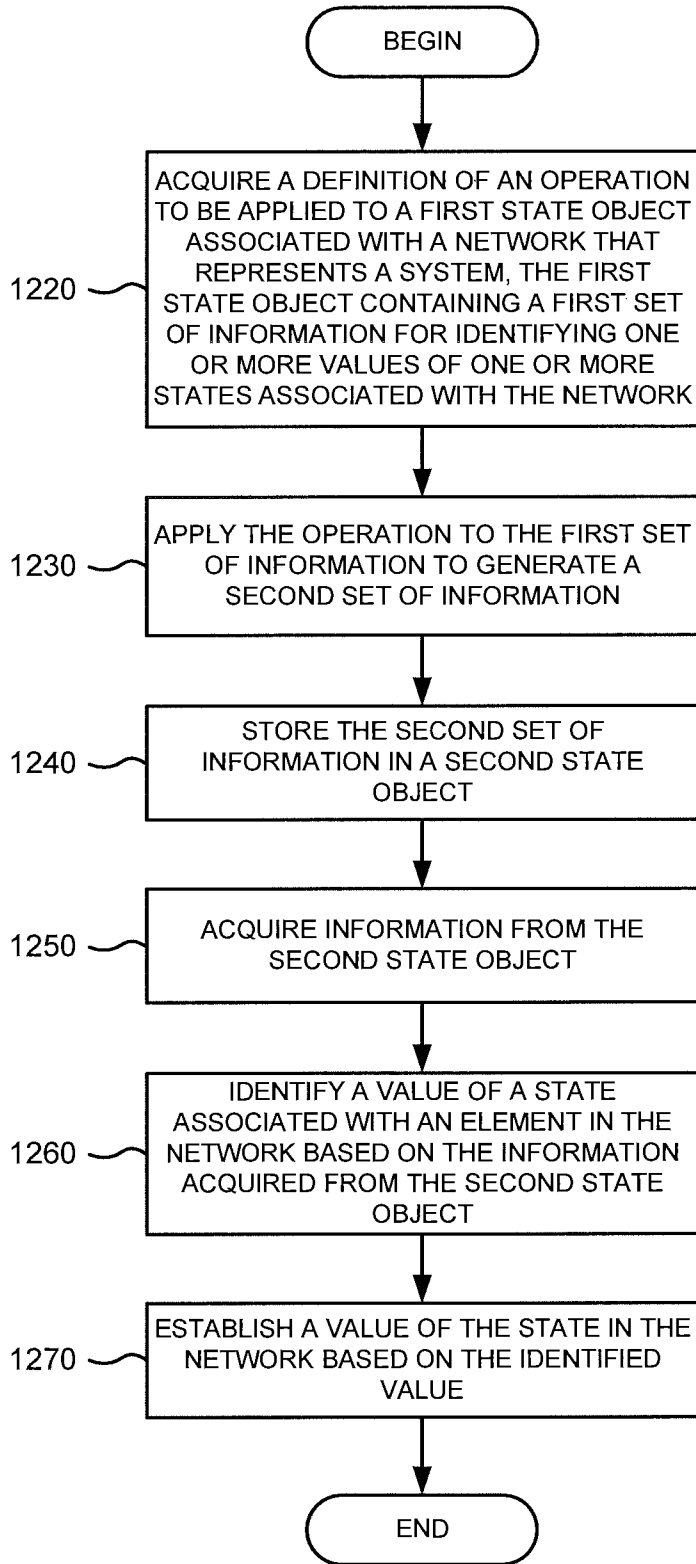 BEGIN
1220
ACQUIRE A DEFINITION OF AN OPERATION
TO BE APPLIED TO A FIRST STATE OBJECT
ASSOCIATED WITH A NETWORK THAT
REPRESENTS A SYSTEM, THE FIRST
STATE OBJECT CONTAINING A FIRST SET
OF INFORMATION FOR IDENTIFYING ONE
OR MORE VALUES OF ONE OR MORE
STATES ASSOCIATED WITH THE NETWORK
1230
APPLY THE OPERATION TO THE FIRST SET
OF INFORMATION TO GENERATE A
SECOND SET OF INFORMATION
1240
STORE THE SECOND SET OF
INFORMATION IN A SECOND STATE
OBJECT
1250
ACQUIRE INFORMATION FROM THE
SECOND STATE OBJECT
1260
IDENTIFY A VALUE OF A STATE
ASSOCIATED WITH AN ELEMENT IN THE
NETWORK BASED ON THE INFORMATION
ACQUIRED FROM THE SECOND STATE
OBJECT
1270
ESTABLISH A VALUE OF THE STATE IN THE
NETWORK BASED ON THE IDENTIFIED
VALUE
END